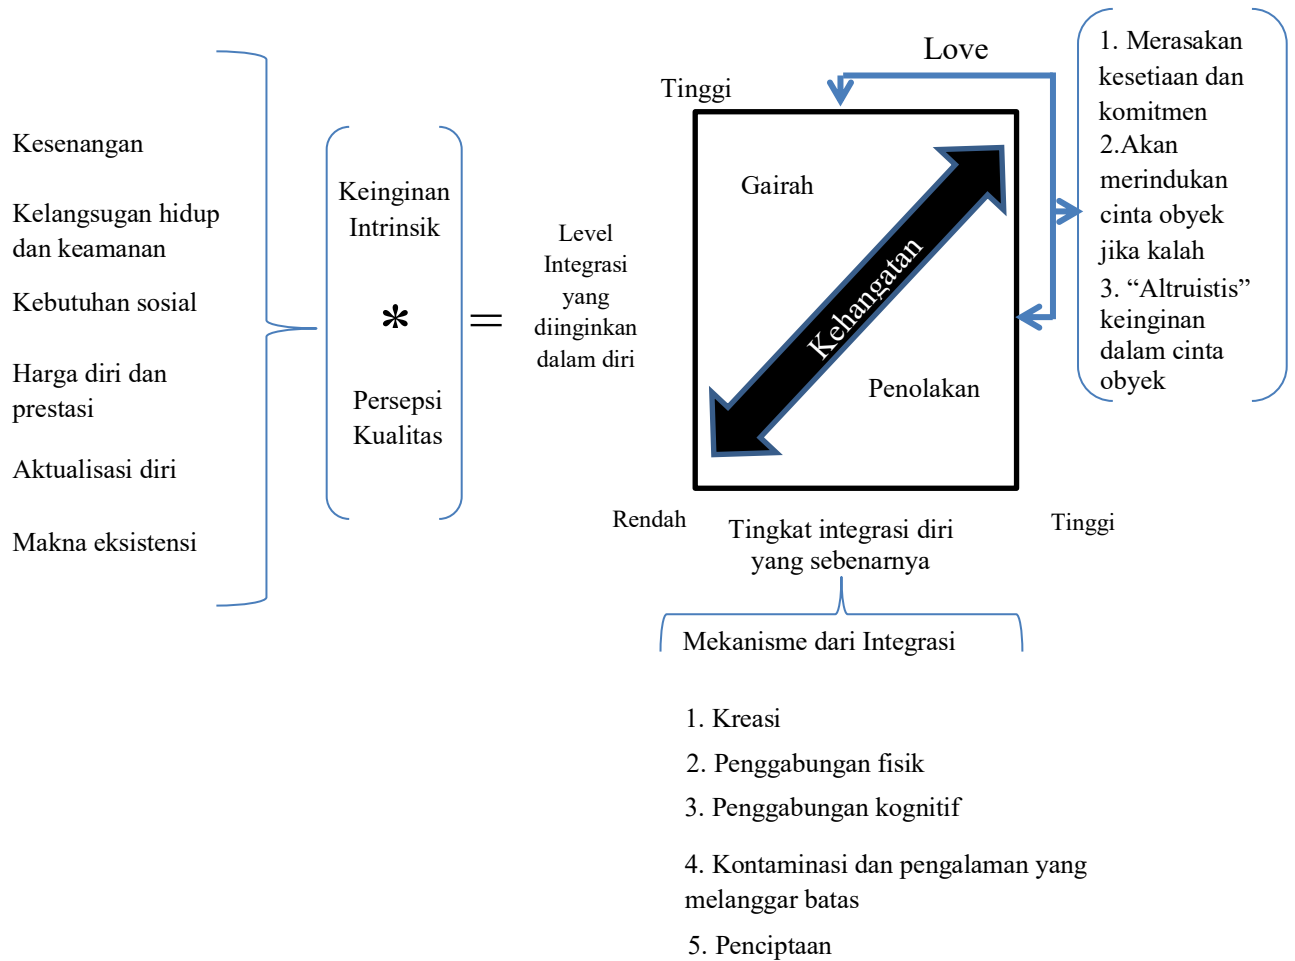 Kesenangan
Kelangsugan hidup
dan keamanan
Kebutuhan sosial
Harga diri dan
prestasi
Aktualisasi diri
Makna eksistensi
Keinginan
Intrinsik
*
Persepsi
Kualitas
=
Level
Integrasi
yang
diinginkan
dalam diri
Love
Tinggi
Gairah
Kehangatan
Penolakan
Rendah
Tingkat integrasi diri
yang sebenarnya
Tinggi
1. Merasakan
kesetiaan dan
komitmen
2.Akan
merindukan
cinta obyek
jika kalah
3. “Altruistis”
keinginan
dalam cinta
obyek
Mekanisme dari Integrasi
1. Kreasi
2. Penggabungan fisik
3. Penggabungan kognitif
4. Kontaminasi dan pengalaman yang
melanggar batas
5. Penciptaan